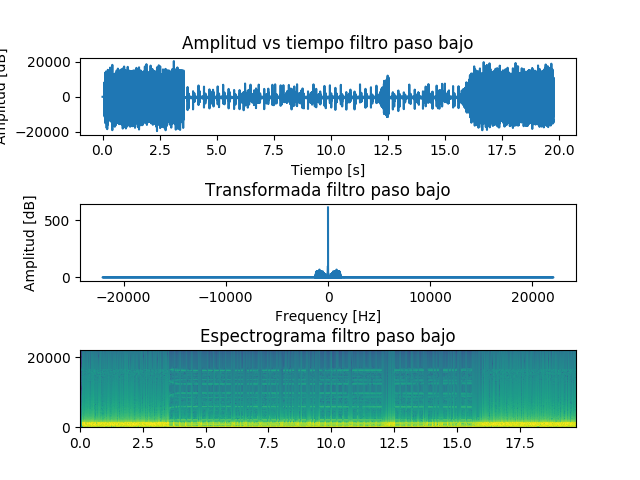 Amplitud vs tiempo filtro paso bajo
Amplitud [dB]
20000
0
−20000
0.0 2.5 5.0 7.5 10.0 12.5 15.0 17.5 20.0
Tiempo [s]
Transformada filtro paso bajo
Amplitud [dB]
500
0
−20000 −10000 0 10000 20000
Frequency [Hz]
Espectrograma filtro paso bajo
20000
0
0.0 2.5 5.0 7.5 10.0 12.5 15.0 17.5